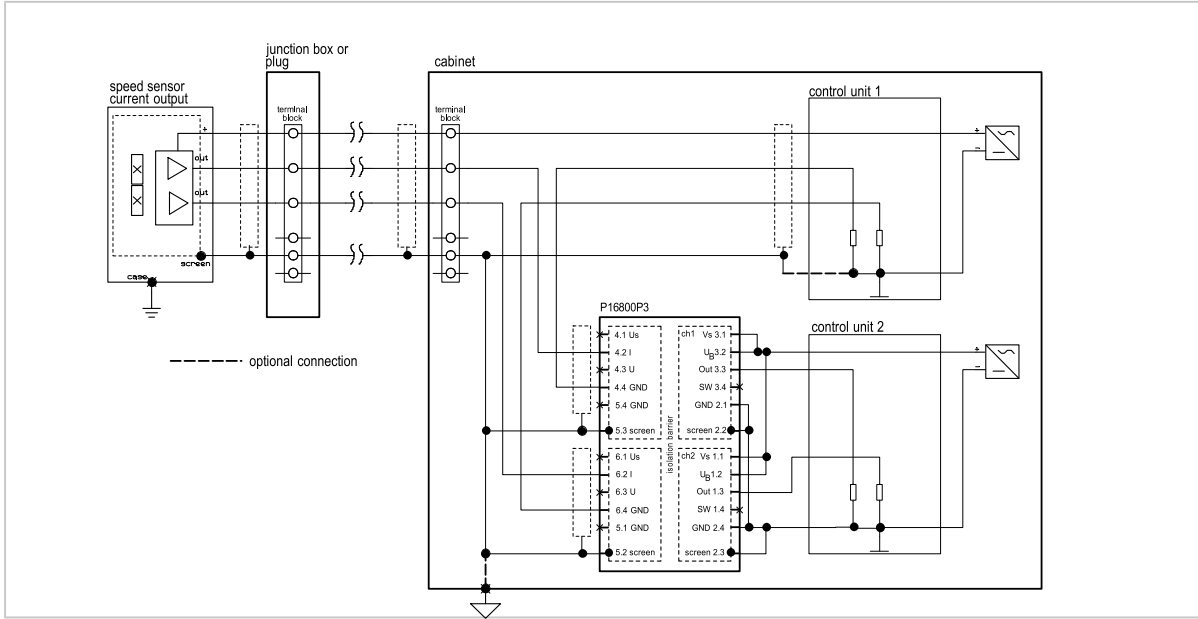 junction box or
plug
cabinet
speed sensor
current output
control unit 1
terminal
block
terminal
block
+
out
out
screen
case
+
-
optional connection
P16800P3
control unit 2
4.1 Us
ch1 Vs 3.1
4.2 I
UB3.2
4.3 U
Out 3.3
4.4 GND
SW 3.4
5.4 GND
GND 2.1
5.3 screen
screen 2.2
isolation barrier
6.1 Us
ch2 Vs 1.1
6.2 I
UB1.2
6.3 U
Out 1.3
6.4 GND
SW 1.4
5.1 GND
GND 2.4
5.2 screen
screen 2.3
+
-